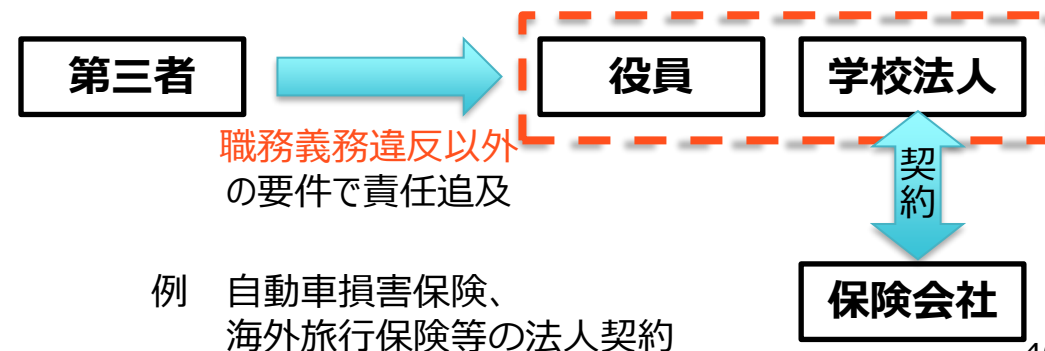 第三者
役員
学校法人
職務義務違反以外
の要件で責任追及
契約
例 自動車損害保険、
海外旅行保険等の法人契約
保険会社